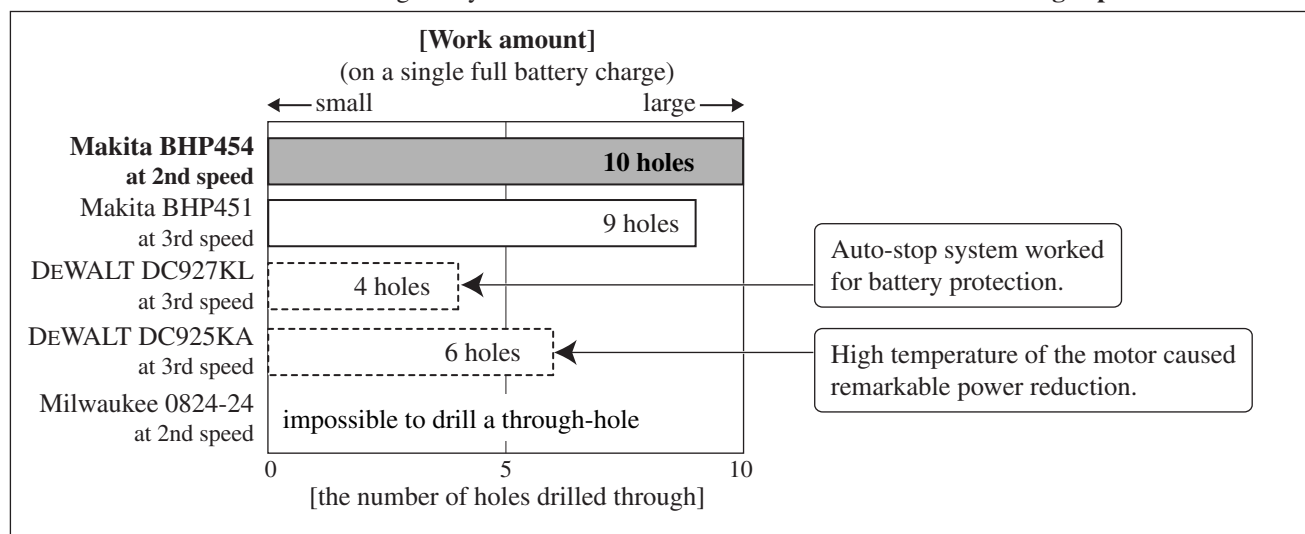 [Work amount]
(on a single full battery charge)
small large
Makita BHP454
at 2nd speed
10 holes
Makita BHP451
at 3rd speed
9 holes
DEWALT DC927KL
at 3rd speed
4 holes
Auto-stop system worked
for battery protection.
DEWALT DC925KA
at 3rd speed
6 holes
High temperature of the motor caused
remarkable power reduction.
Milwaukee 0824-24
at 2nd speed
impossible to drill a through-hole
0 5 10
[the number of holes drilled through]